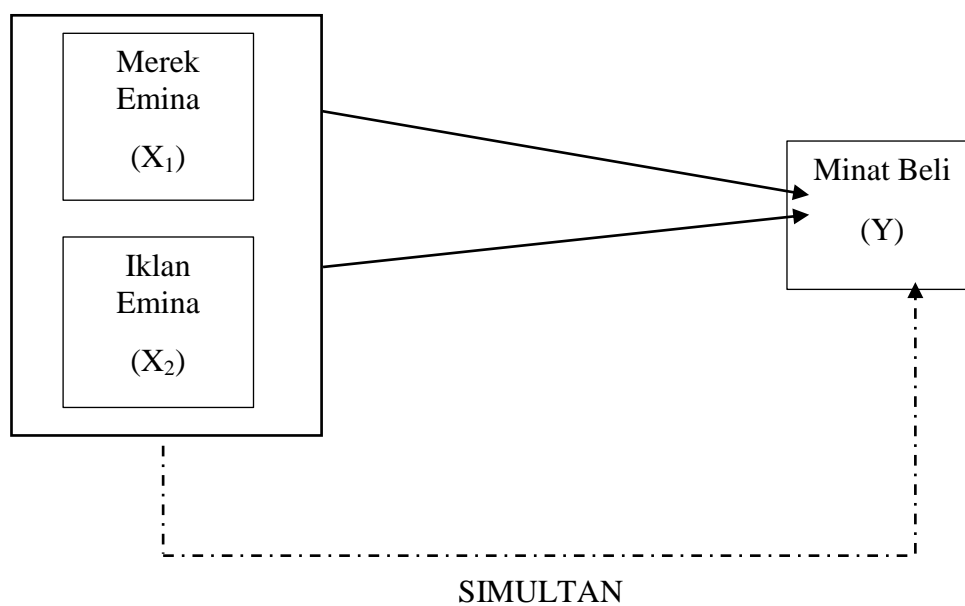 Merek
Emina
(X₁)
Iklan
Emina
(X₂)
Minat Beli
(Y)
SIMULTAN